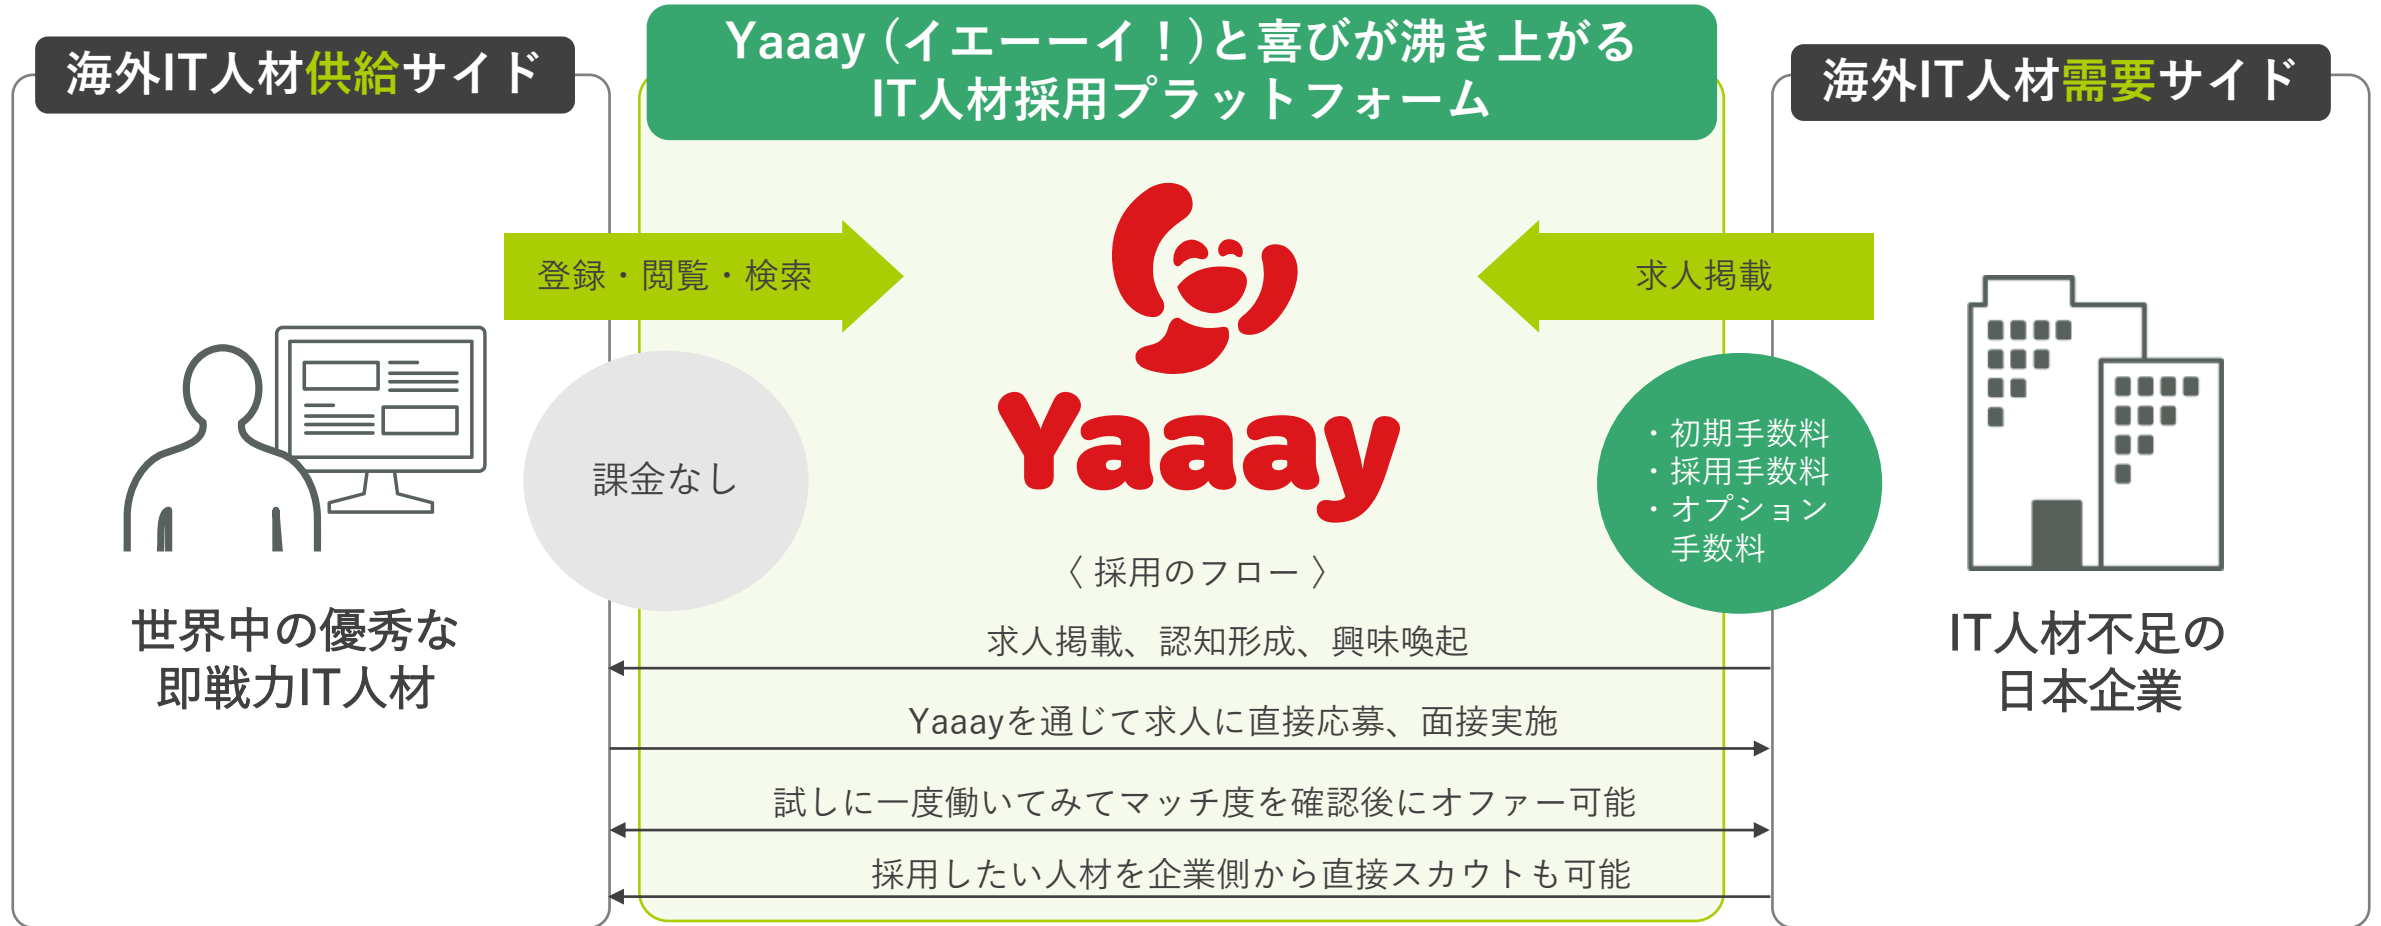 海外IT人材供給サイド
Yaaay (イエーーイ！)と喜びが沸き上がる
IT人材採用プラットフォーム
海外IT人材需要サイド
登録・閲覧・検索
求人掲載
課金なし
Yaaay
・初期手数料
・採用手数料
・オプション
手数料
世界中の優秀な
即戦力IT人材
IT人材不足の
日本企業
〈 採用のフロー 〉
求人掲載、認知形成、興味喚起
Yaaayを通じて求人に直接応募、面接実施
試しに一度働いてみてマッチ度を確認後にオファー可能
採用したい人材を企業側から直接スカウトも可能